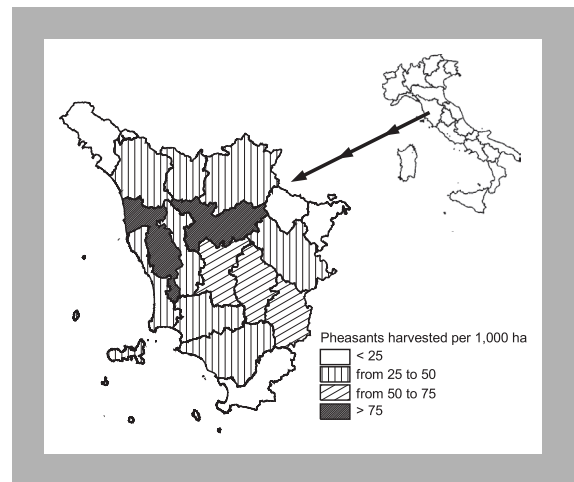 Pheasants harvested per 1,000 ha
< 25
from 25 to 50
from 50 to 75
> 75